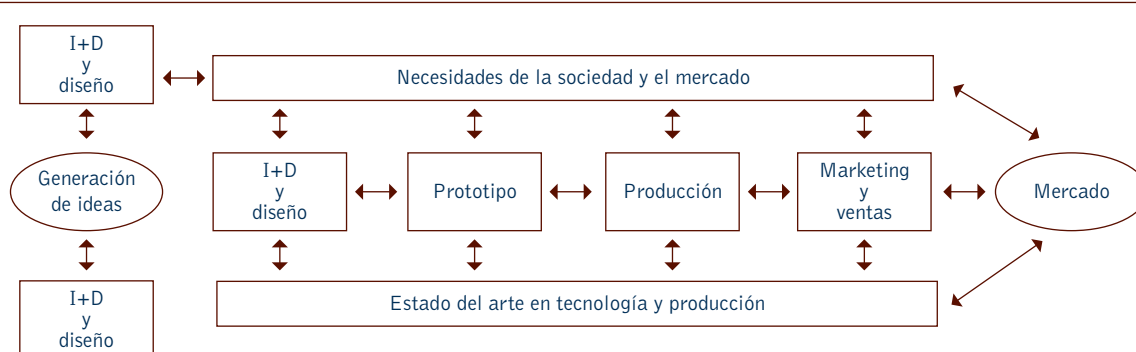 I+D
y
diseño
Necesidades de la sociedad y el mercado
Generación
de ideas
I+D
y
diseño
Prototipo
Producción
Marketing
y
ventas
Mercado
I+D
y
diseño
Estado del arte en tecnología y producción